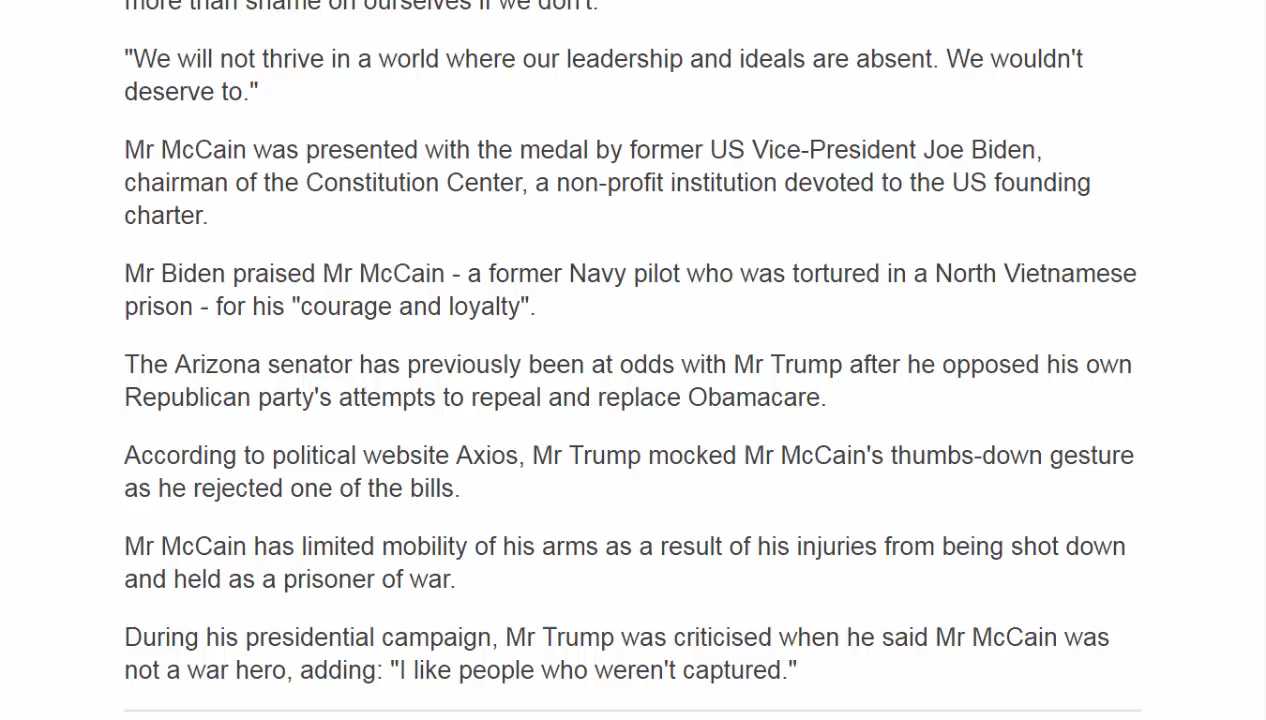 more than shame on ourselves if we don't.
"We will not thrive in a world where our leadership and ideals are absent. We wouldn't
deserve to."
Mr McCain was presented with the medal by former US Vice-President Joe Biden,
chairman of the Constitution Center, a non-profit institution devoted to the US founding
charter.
Mr Biden praised Mr McCain - a former Navy pilot who was tortured in a North Vietnamese
prison - for his "courage and loyalty".
The Arizona senator has previously been at odds with Mr Trump after he opposed his own
Republican party's attempts to repeal and replace Obamacare.
According to political website Axios, Mr Trump mocked Mr McCain's thumbs-down gesture
as he rejected one of the bills.
Mr McCain has limited mobility of his arms as a result of his injuries from being shot down
and held as a prisoner of war.
During his presidential campaign, Mr Trump was criticised when he said Mr McCain was
not a war hero, adding: "I like people who weren't captured."